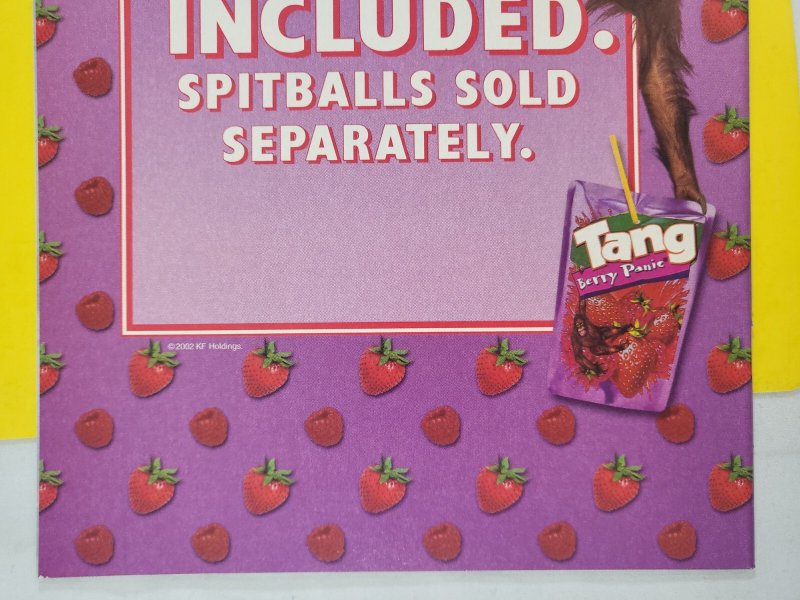 INCLUDED.
SPITBALLS SOLD
SEPARATELY.
Tang
Berry Panic
©2002 KF Holdings.